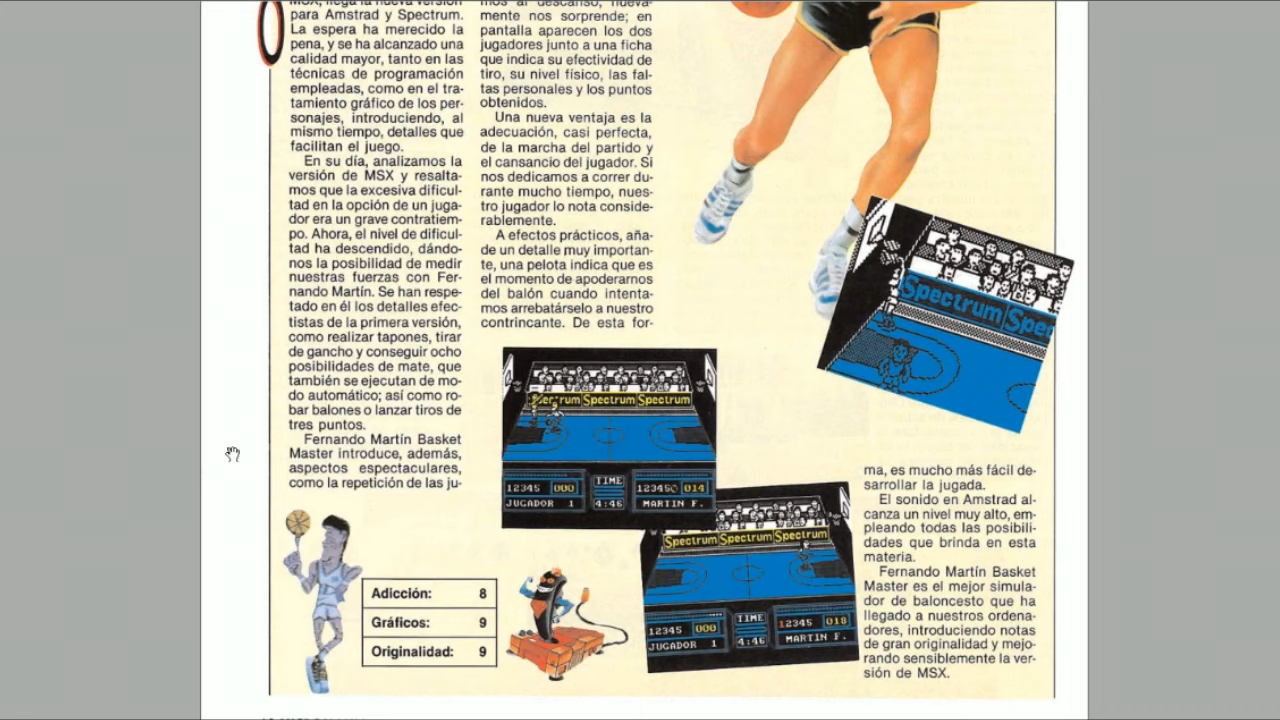 MSX, llega la nueva versión
para Amstrad y Spectrum.
La espera ha merecido la
pena, y se ha alcanzado una
calidad mayor, tanto en las
técnicas de programación
empleadas, como en el tra-
tamiento gráfico de los per-
sonajes, introduciendo, al
mismo tiempo, detalles que
facilitan el juego.
En su día, analizamos la
versión de MSX y resalta-
mos que la excesiva dificul-
tad en la opción de un juga-
dor era un grave contratiem-
po. Ahora, el nivel de dificul-
tad ha descendido, dándo-
nos la posibilidad de medir
nuestras fuerzas con Fer-
nando Martín. Se han respe-
tado en él los detalles efec-
tistas de la primera versión,
como realizar tapones, tirar
de gancho y conseguir ocho
posibilidades de mate, que
también se ejecutan de mo-
do automático; así como ro-
bar balones o lanzar tiros de
tres puntos.
Fernando Martín Basket
Master introduce, además,
aspectos espectaculares,
como la repetición de las ju-
mos al descanso, nueva-
mente nos sorprende; en
pantalla aparecen los dos
jugadores junto a una ficha
que indica su efectividad de
tiro, su nivel físico, las fal-
tas personales y los puntos
obtenidos.
Una nueva ventaja es la
adecuación, casi perfecta,
de la marcha del partido y
el cansancio del jugador. Si
nos dedicamos a correr du-
rante mucho tiempo, nues-
tro jugador lo nota conside-
rablemente.
A efectos prácticos, aña-
de un detalle muy importan-
te, una pelota indica que es
el momento de apoderarnos
del balón cuando intenta-
mos arrebatárselo a nuestro
contrincante. De esta for-
ma, es mucho más fácil de-
sarrollar la jugada.
El sonido en Amstrad al-
canza un nivel muy alto, em-
pleando todas las posibili-
dades que brinda en esta
materia.
Fernando Martín Basket
Master es el mejor simula-
dor de baloncesto que ha
llegado a nuestros ordena-
dores, introduciendo notas
de gran originalidad y mejo-
rando sensiblemente la ver-
sión de MSX.
Spectrum Spec
Spectrum Spectrum Spectrum
12345 000 TIME 12345 014
JUGADOR 1 4:46 MARTIN F.
Spectrum Spectrum Spectrum
12345 000 TIME 12345 018
JUGADOR 1 4:46 MARTIN F.
Adicción: 8
Gráficos: 9
Originalidad: 9